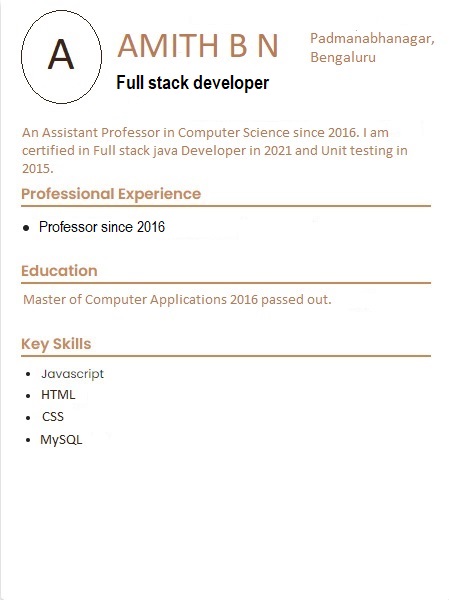 A
AMITH B N
Padmanabhanagar,
Bengaluru
Full stack developer
An Assistant Professor in Computer Science since 2016. I am
certified in Full stack java Developer in 2021 and Unit testing in
2015.
Professional Experience
● Professor since 2016
Education
Master of Computer Applications 2016 passed out.
Key Skills
• Javascript
• HTML
• CSS
• MySQL